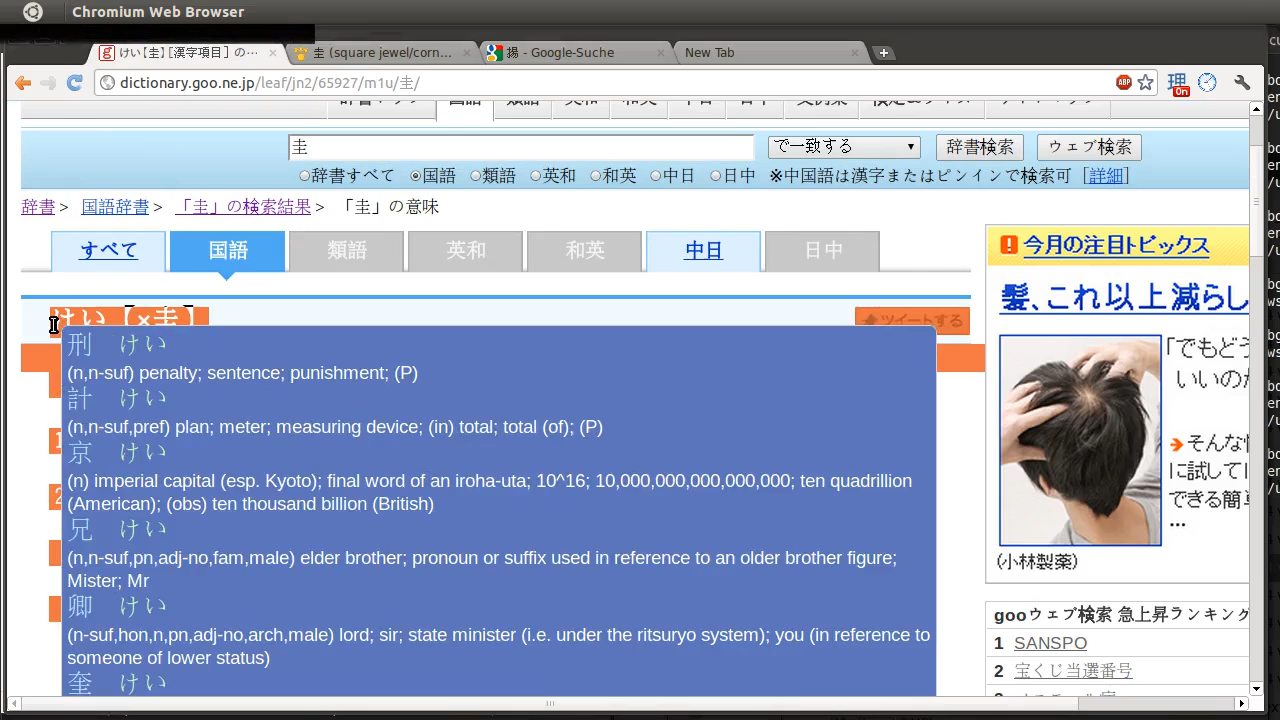 Chromium Web Browser
けい【圭】[漢字項目] の…
圭 (square jewel/corn...
揚 - Google-Suche
New Tab
dictionary.goo.ne.jp/leaf/jn2/65927/m1u/圭/
ABP
理 On
圭
で一致する
辞書検索
ウェブ検索
辞書すべて 国語 類語 英和 和英 中日 日中 ※中国語は漢字またはピンインで検索可 [詳細]
辞書 > 国語辞書 > 「圭」の検索結果 > 「圭」の意味
すべて 国語 類語 英和 和英 中日 日中
けい【×圭】
ツイートする
刑 けい
(n,n-suf) penalty; sentence; punishment; (P)
計 けい
(n,n-suf,pref) plan; meter; measuring device; (in) total; total (of); (P)
京 けい
(n) imperial capital (esp. Kyoto); final word of an iroha-uta; 10^16; 10,000,000,000,000,000; ten quadrillion
(American); (obs) ten thousand billion (British)
兄 けい
(n,n-suf,pn,adj-no,fam,male) elder brother; pronoun or suffix used in reference to an older brother figure;
Mister; Mr
卿 けい
(n-suf,hon,n,pn,adj-no,arch,male) lord; sir; state minister (i.e. under the ritsuryo system); you (in reference to
someone of lower status)
奎 けい
今月の注目トピックス
髪、これ以上減らし
「でもどう
いいのか
そんな
に試して
できる簡単
...
(小林製薬)
gooウェブ検索 急上昇ランキング
1 SANSPO
2 宝くじ当選番号